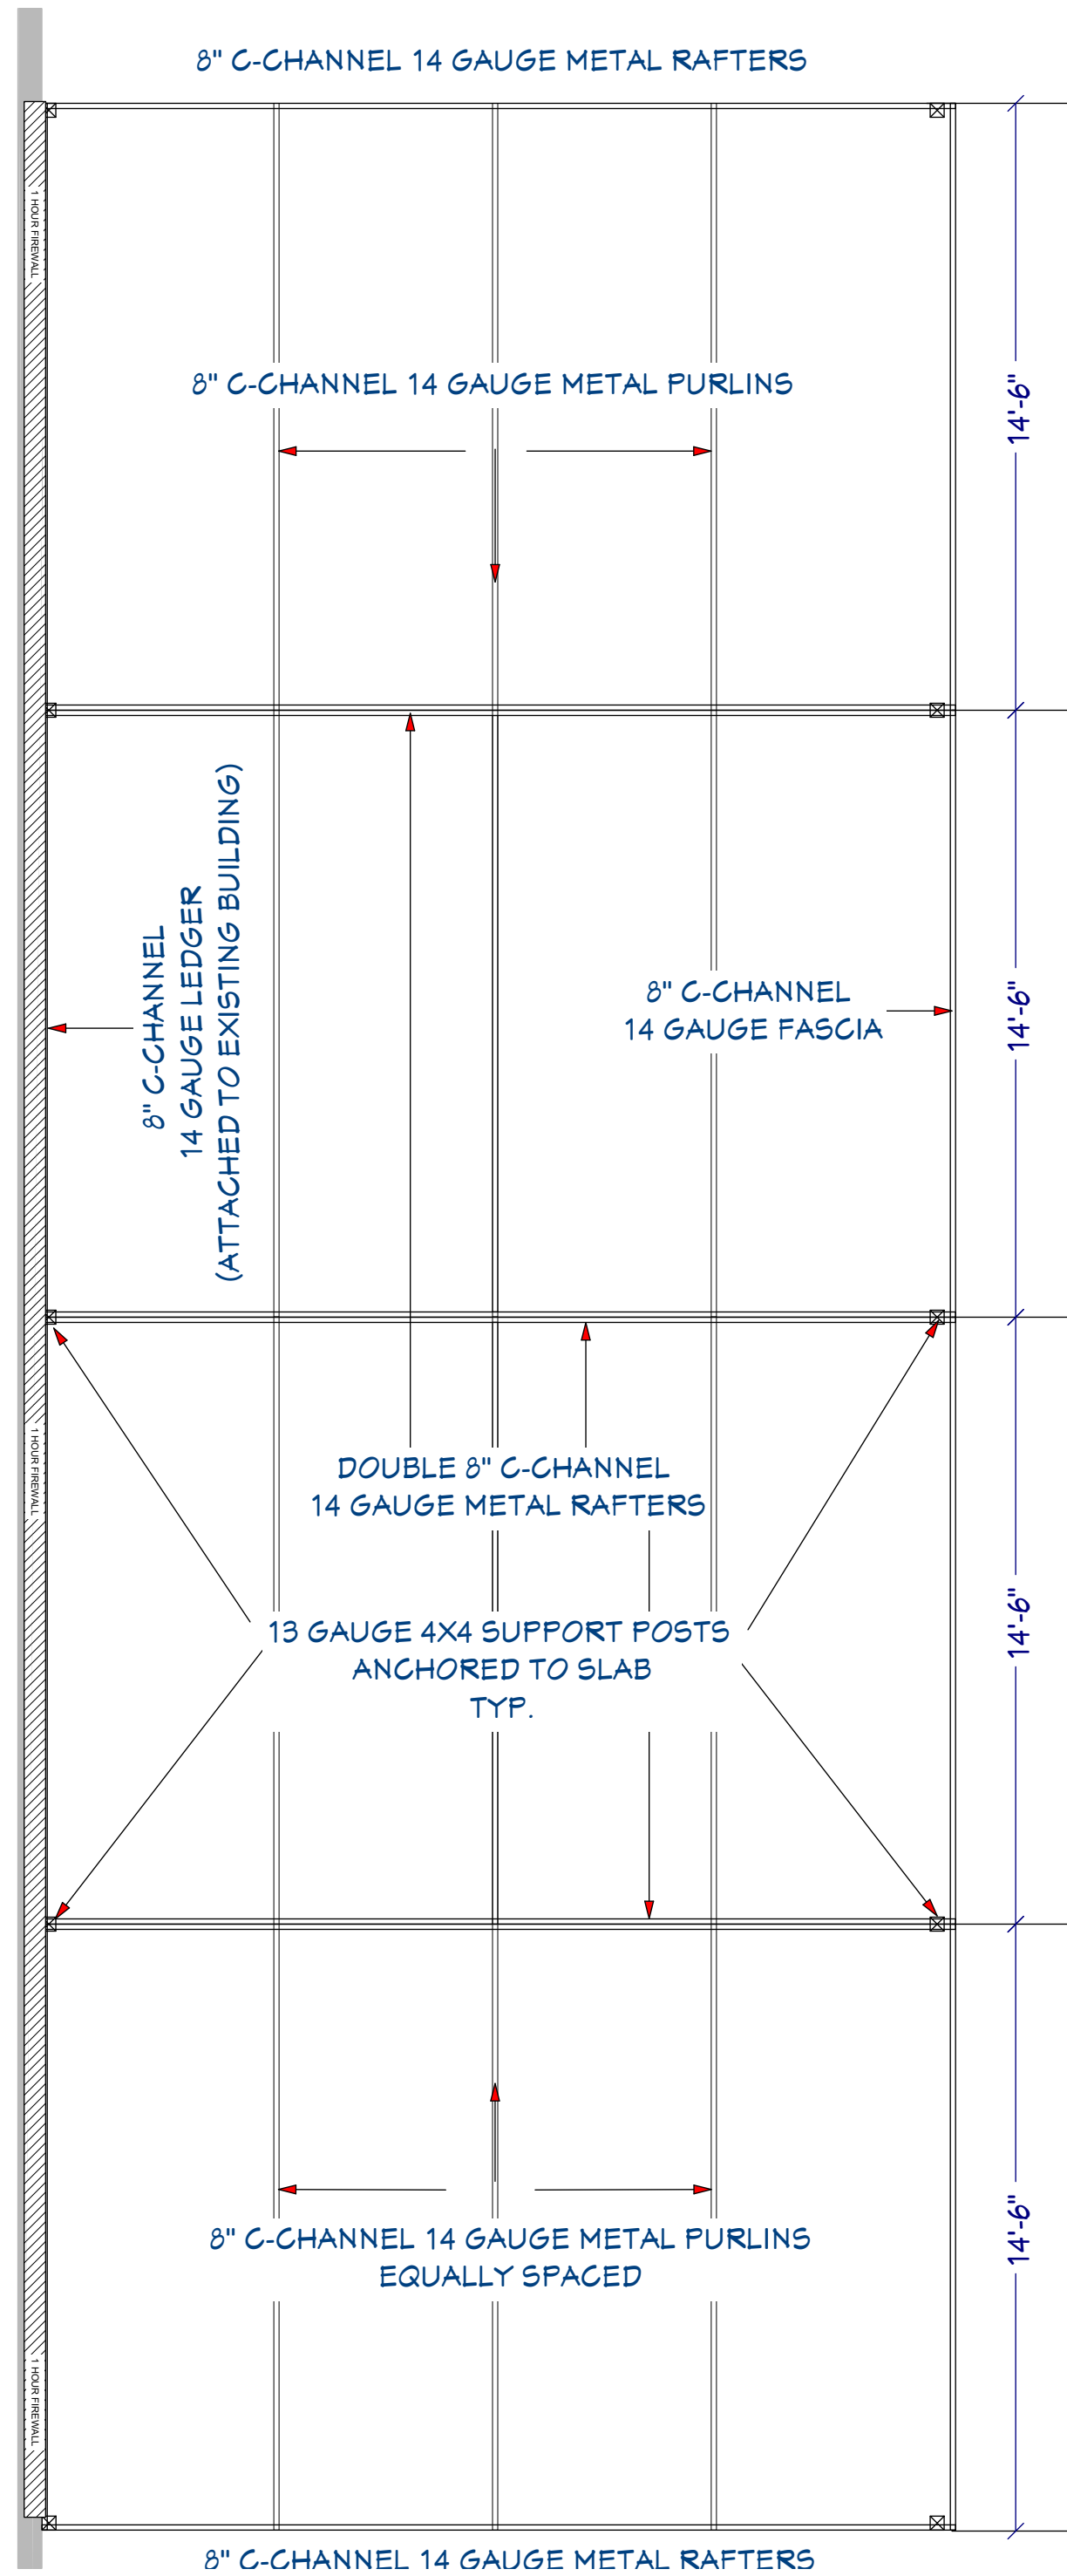 8" C-CHANNEL 14 GAUGE METAL RAFTERS
1 HOUR FIREWALL
8" C-CHANNEL 14 GAUGE METAL PURLINS
14'-6"
8" C-CHANNEL
14 GAUGE LEDGER
(ATTACHED TO EXISTING BUILDING)
8" C-CHANNEL
14 GAUGE FASCIA
14'-6"
1 HOUR FIREWALL
DOUBLE 8" C-CHANNEL
14 GAUGE METAL RAFTERS
13 GAUGE 4X4 SUPPORT POSTS
ANCHORED TO SLAB
TYP.
14'-6"
8" C-CHANNEL 14 GAUGE METAL PURLINS
EQUALLY SPACED
14'-6"
1 HOUR FIREWALL
8" C-CHANNEL 14 GAUGE METAL RAFTERS